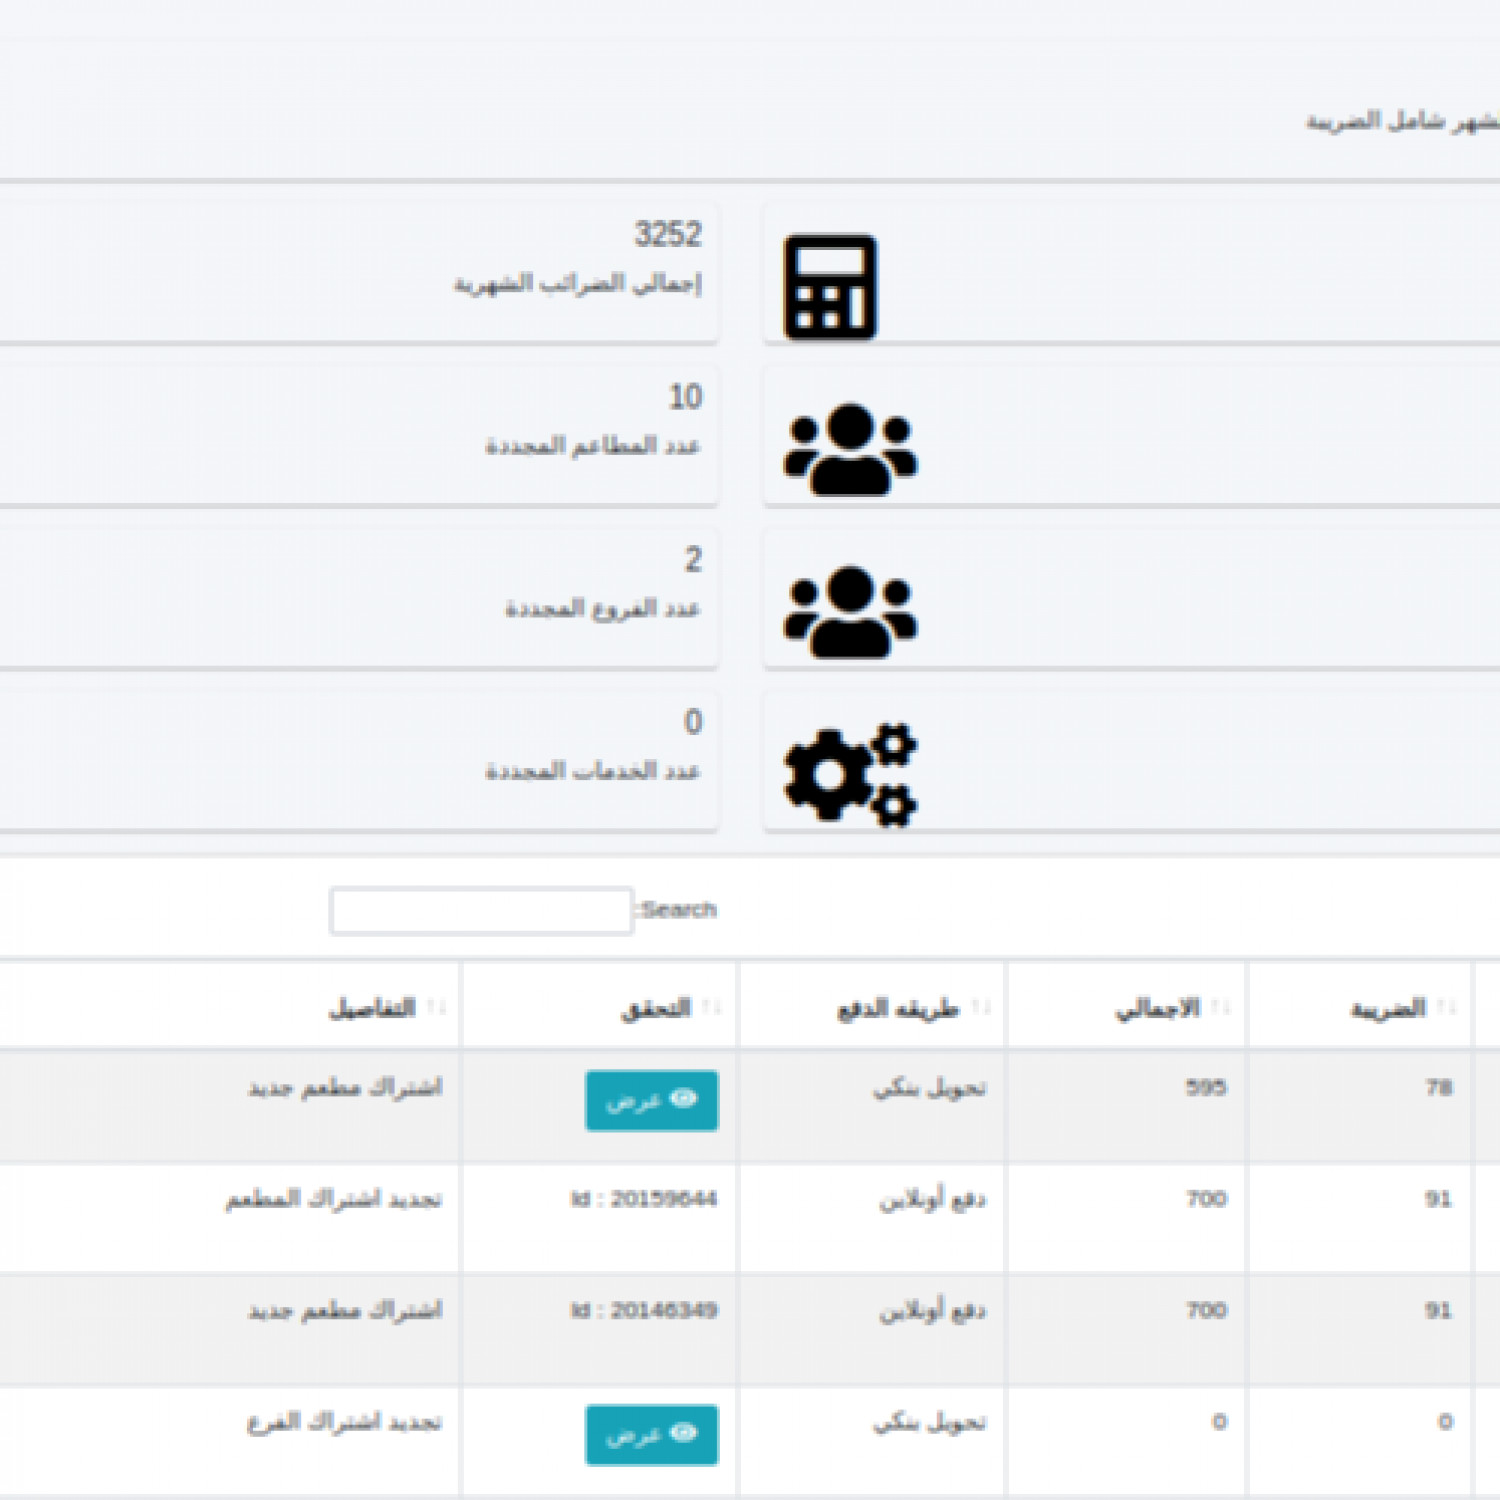 شامل الضريبة
3252
إجمالي الضرائب الشهرية
10
عدد المطاعم المجددة
2
عدد الفروع المجددة
0
عدد الخدمات المجددة
Search:
الضريبة الاجمالي طريقه الدفع التحقق التفاصيل
78 595 تحويل بنكي عرض اشتراك مطعم جديد
91 700 دفع أونلاين Id : 20159644 تجديد اشتراك المطعم
91 700 دفع أونلاين Id : 20146349 اشتراك مطعم جديد
0 0 تحويل بنكي عرض تجديد اشتراك الفرع